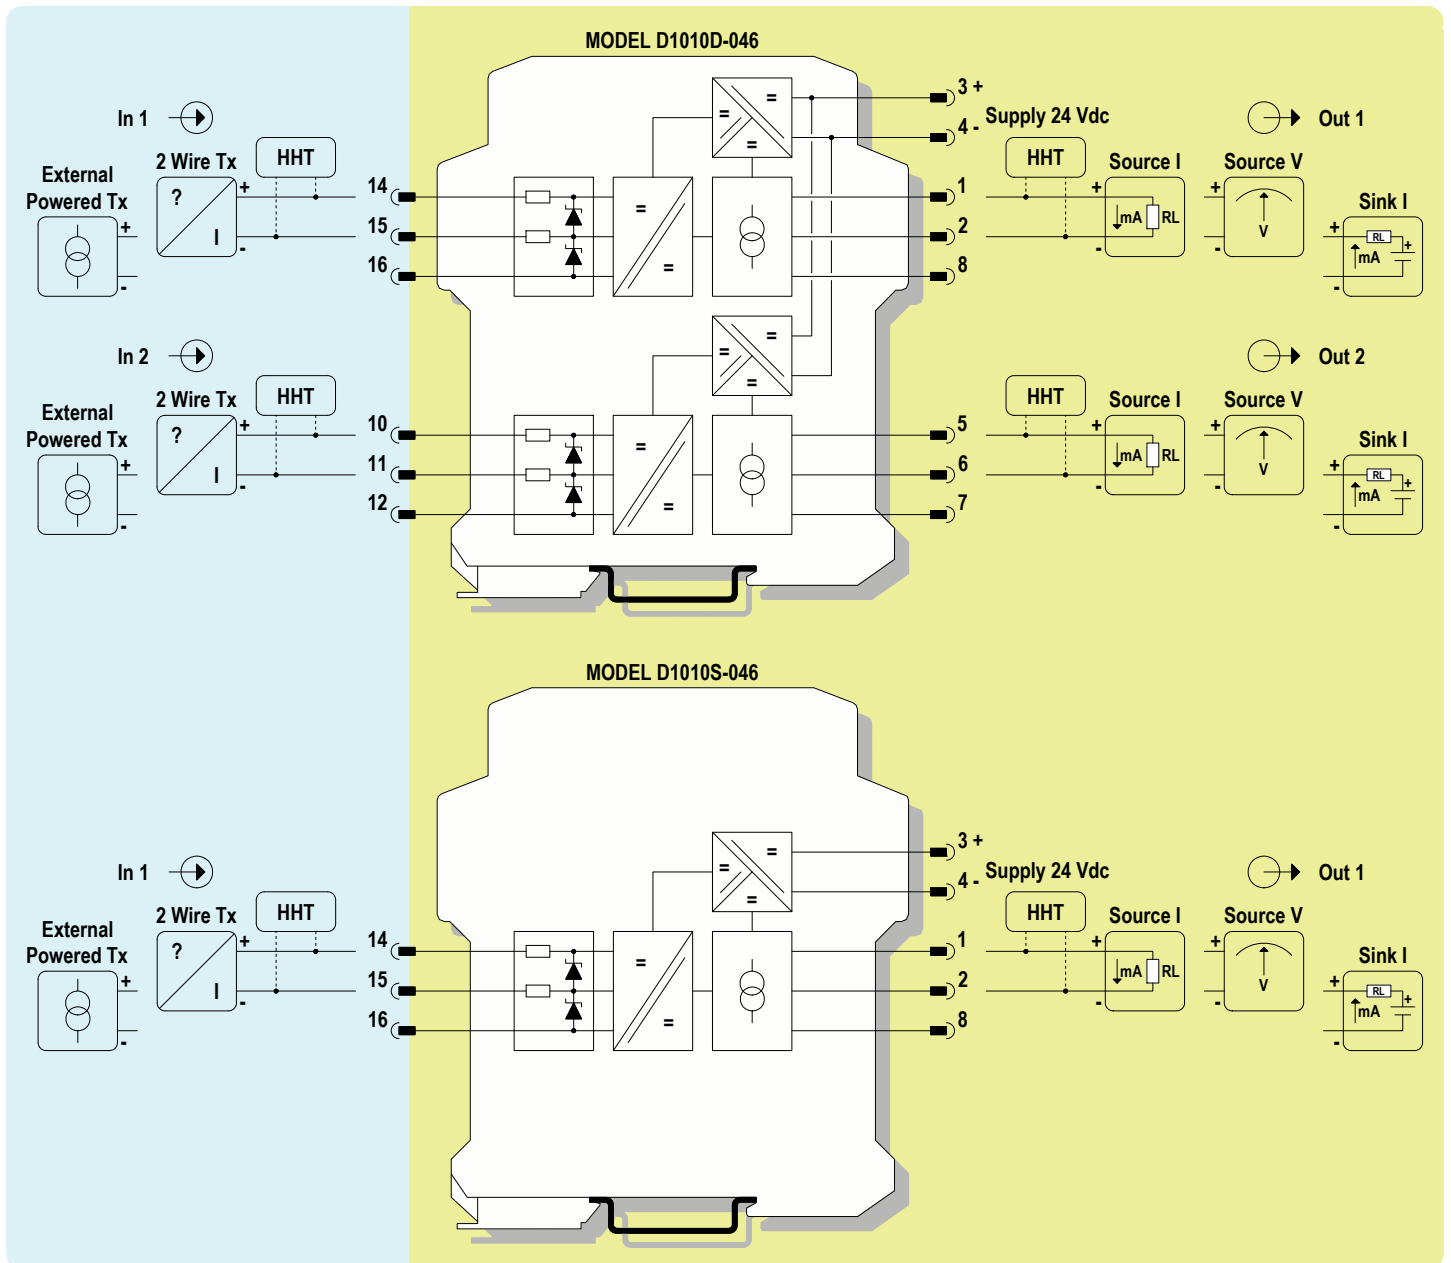 MODEL D1010D-046
In 1
External
Powered Tx
+
-
2 Wire Tx
?
I
+
-
HHT
14
15
16
=
=
=
=
=
3 +
4 -
Supply 24 Vdc
1
2
8
HHT
Source I
+
-
mA
RL
Source V
+
-
V
Out 1
Sink I
+
-
RL
mA
+
In 2
External
Powered Tx
+
-
2 Wire Tx
?
I
+
-
HHT
10
11
12
=
=
=
=
=
5
6
7
HHT
Source I
+
-
mA
RL
Source V
+
-
V
Out 2
Sink I
+
-
RL
mA
+
MODEL D1010S-046
In 1
External
Powered Tx
+
-
2 Wire Tx
?
I
+
-
HHT
14
15
16
=
=
=
=
=
3 +
4 -
Supply 24 Vdc
1
2
8
HHT
Source I
+
-
mA
RL
Source V
+
-
V
Out 1
Sink I
+
-
RL
mA
+